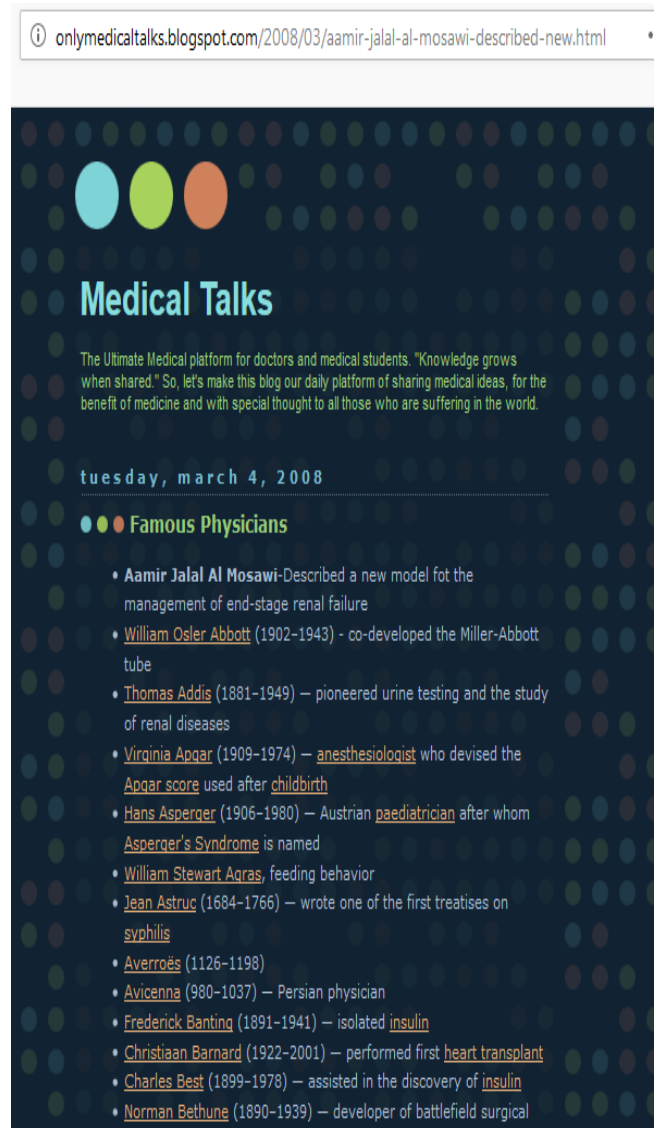 onlymedicaltalks.blogspot.com/2008/03/aamir-jalal-al-mosawi-described-new.html
Medical Talks
The Ultimate Medical platform for doctors and medical students. "Knowledge grows
when shared." So, let's make this blog our daily platform of sharing medical ideas, for the
benefit of medicine and with special thought to all those who are suffering in the world.
tuesday, march 4, 2008
Famous Physicians
• Aamir Jalal Al Mosawi-Described a new model fot the
management of end-stage renal failure
• William Osler Abbott (1902–1943) - co-developed the Miller-Abbott
tube
• Thomas Addis (1881–1949) — pioneered urine testing and the study
of renal diseases
• Virginia Apgar (1909–1974) — anesthesiologist who devised the
Apgar score used after childbirth
• Hans Asperger (1906–1980) — Austrian paediatrician after whom
Asperger's Syndrome is named
• William Stewart Agras, feeding behavior
• Jean Astruc (1684–1766) — wrote one of the first treatises on
syphilis
• Averroës (1126–1198)
• Avicenna (980–1037) — Persian physician
• Frederick Banting (1891–1941) — isolated insulin
• Christiaan Barnard (1922–2001) — performed first heart transplant
• Charles Best (1899–1978) — assisted in the discovery of insulin
• Norman Bethune (1890–1939) — developer of battlefield surgical